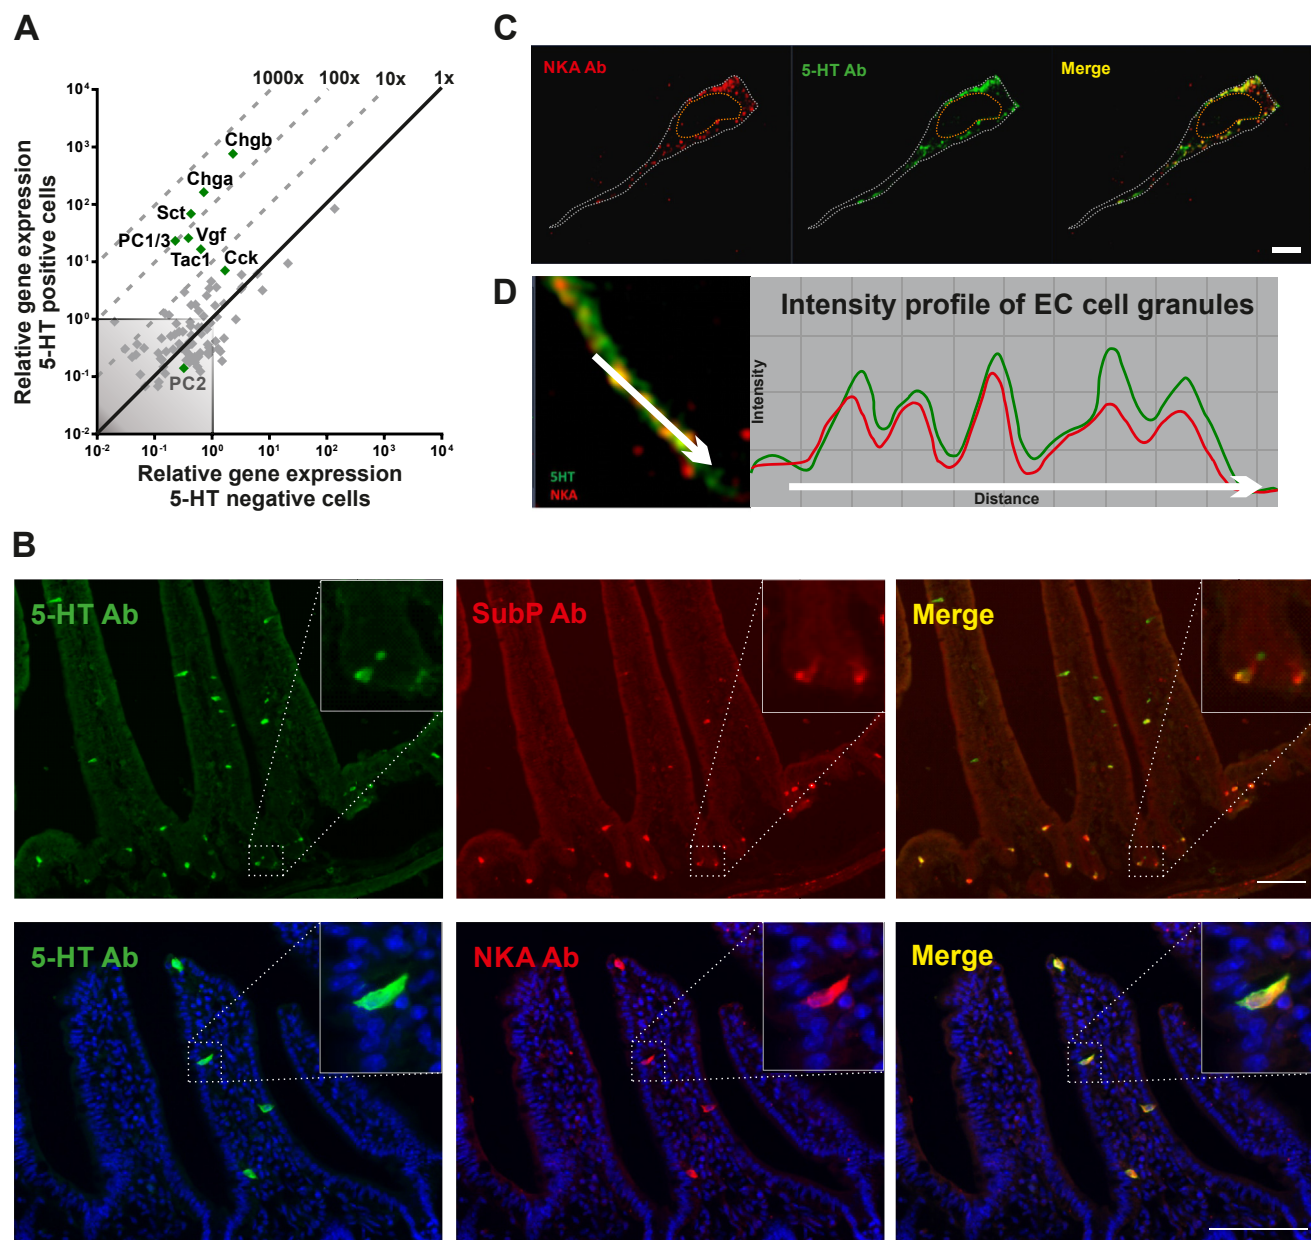 A
1000x 100x 10x 1x
10⁴
10³
10²
10¹
10⁰
10⁻¹
10⁻²
Relative gene expression
5-HT positive cells
Chgb
Chga
Sct
PC1/3
Vgf
Tac1
Cck
PC2
10⁻² 10⁻¹ 10⁰ 10¹ 10² 10³ 10⁴
Relative gene expression
5-HT negative cells
C
NKA Ab
5-HT Ab
Merge
D
5HT
NKA
Intensity profile of EC cell granules
Intensity
Distance
B
5-HT Ab
SubP Ab
Merge
5-HT Ab
NKA Ab
Merge